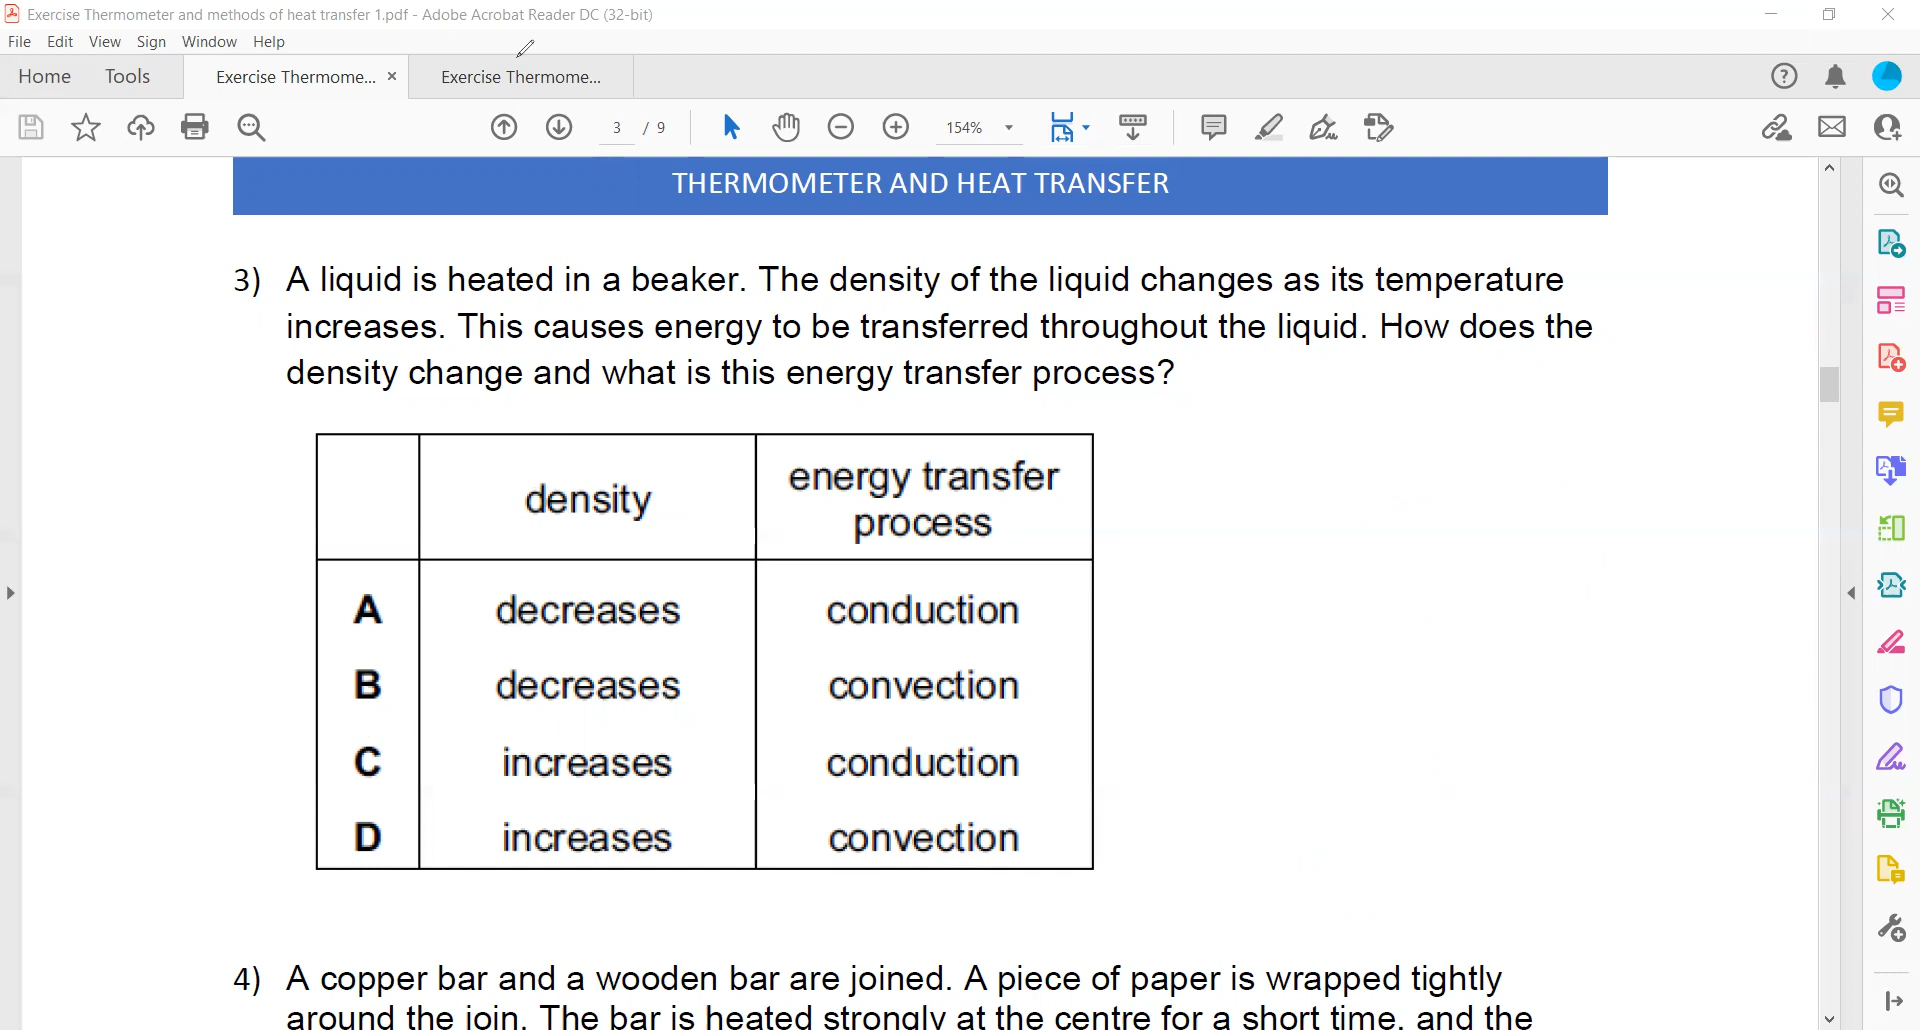 Exercise Thermometer and methods of heat transfer 1.pdf - Adobe Acrobat Reader DC (32-bit)
File Edit View Sign Window Help
Home Tools Exercise Thermome... × Exercise Thermome...
3 / 9 154%
THERMOMETER AND HEAT TRANSFER
3) A liquid is heated in a beaker. The density of the liquid changes as its temperature
increases. This causes energy to be transferred throughout the liquid. How does the
density change and what is this energy transfer process?
density energy transfer
process
A decreases conduction
B decreases convection
C increases conduction
D increases convection
4) A copper bar and a wooden bar are joined. A piece of paper is wrapped tightly
around the join. The bar is heated strongly at the centre for a short time, and the